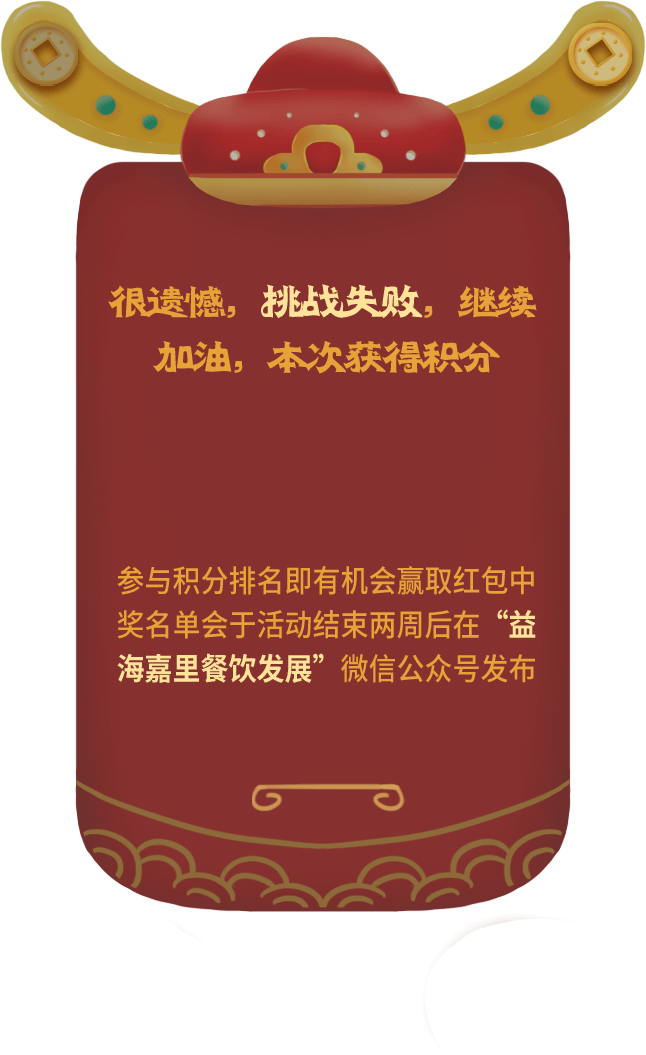 很遗憾，挑战失败，继续
加油，本次获得积分
参与积分排名即有机会赢取红包中
奖名单会于活动结束两周后在“益
海嘉里餐饮发展”微信公众号发布